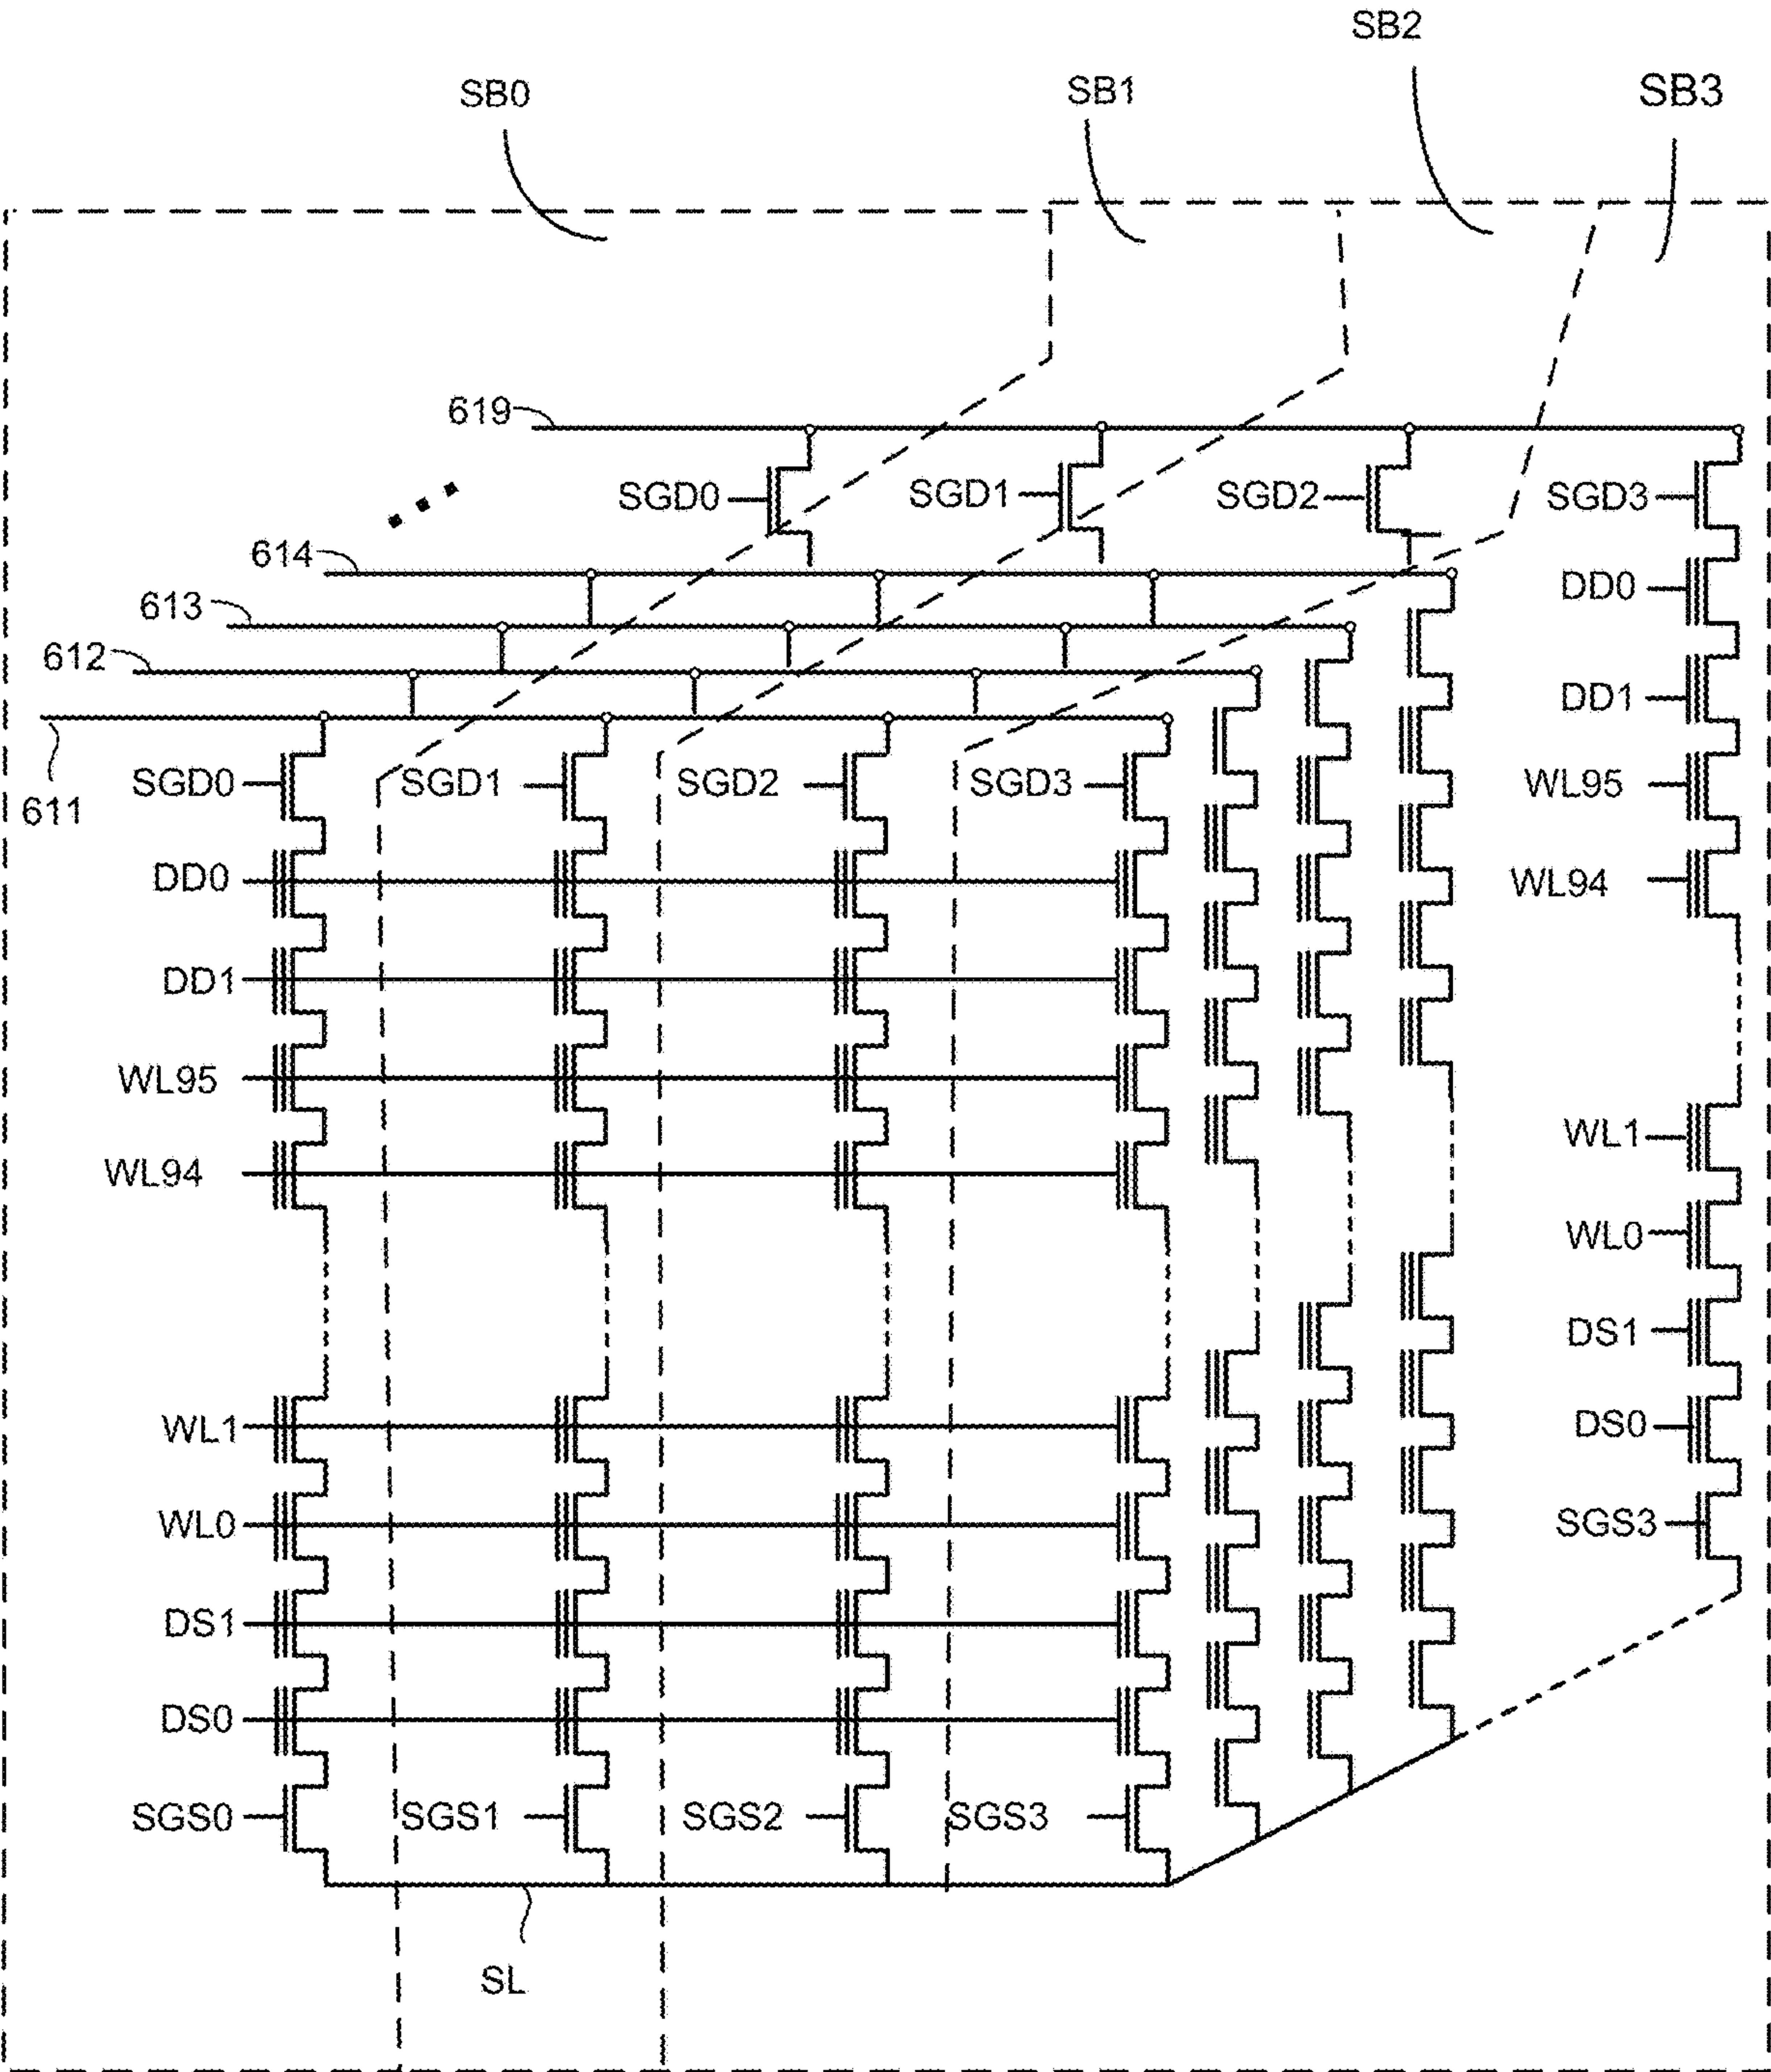 SB2
SB0 SB1 SB3
619
SGD0 SGD1 SGD2 SGD3
614
DD0
613
612
DD1
611
SGD0 SGD1 SGD2 SGD3 WL95
DD0 WL94
DD1
WL95
WL94
WL1
WL0
DS1
WL1 DS0
WL0 SGS3
DS1
DS0
SGS0 SGS1 SGS2 SGS3
SL